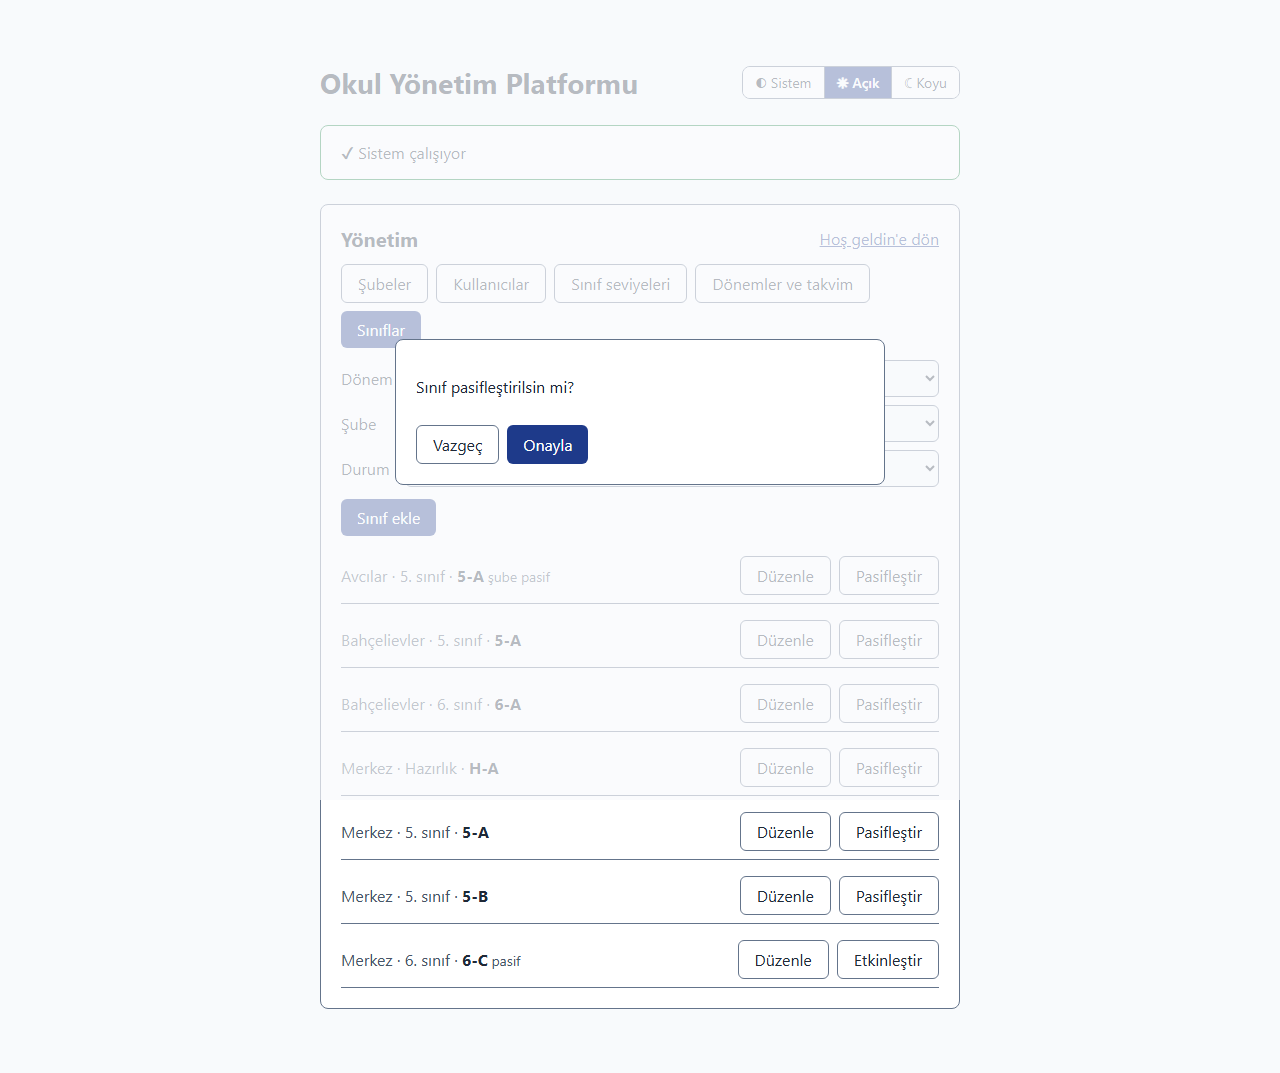 Okul Yönetim Platformu
◐ Sistem
☀ Açık
☾ Koyu
✓ Sistem çalışıyor
Yönetim
Hoş geldin'e dön
Şubeler
Kullanıcılar
Sınıf seviyeleri
Dönemler ve takvim
Sınıflar
Dönem
Sınıf pasifleştirilsin mi?
Şube
Vazgeç
Onayla
Durum
Sınıf ekle
Avcılar · 5. sınıf · 5-A şube pasif
Düzenle
Pasifleştir
Bahçelievler · 5. sınıf · 5-A
Düzenle
Pasifleştir
Bahçelievler · 6. sınıf · 6-A
Düzenle
Pasifleştir
Merkez · Hazırlık · H-A
Düzenle
Pasifleştir
Merkez · 5. sınıf · 5-A
Düzenle
Pasifleştir
Merkez · 5. sınıf · 5-B
Düzenle
Pasifleştir
Merkez · 6. sınıf · 6-C pasif
Düzenle
Etkinleştir